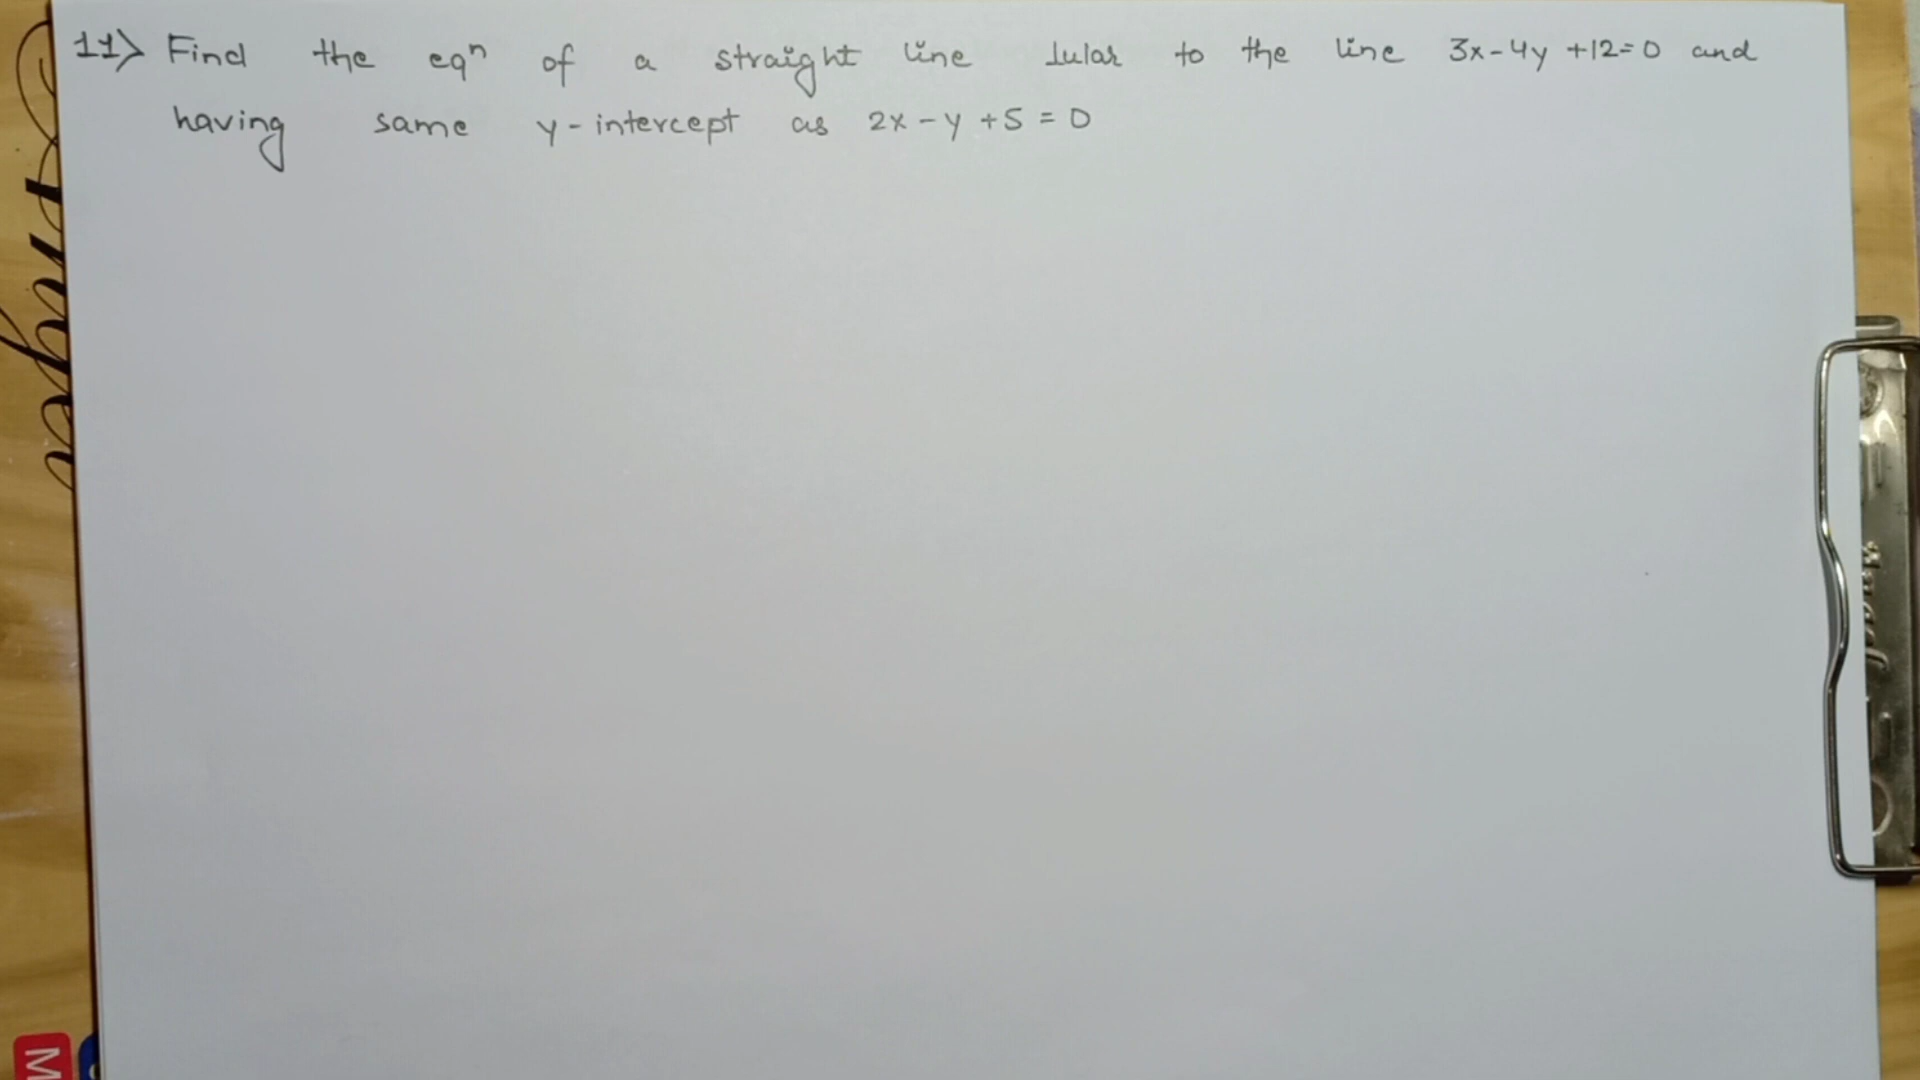 11> Find the eqn of a straight line ⊥ular to the line 3x-4y+12=0 and
having same y-intercept as 2x-y+5=0
M